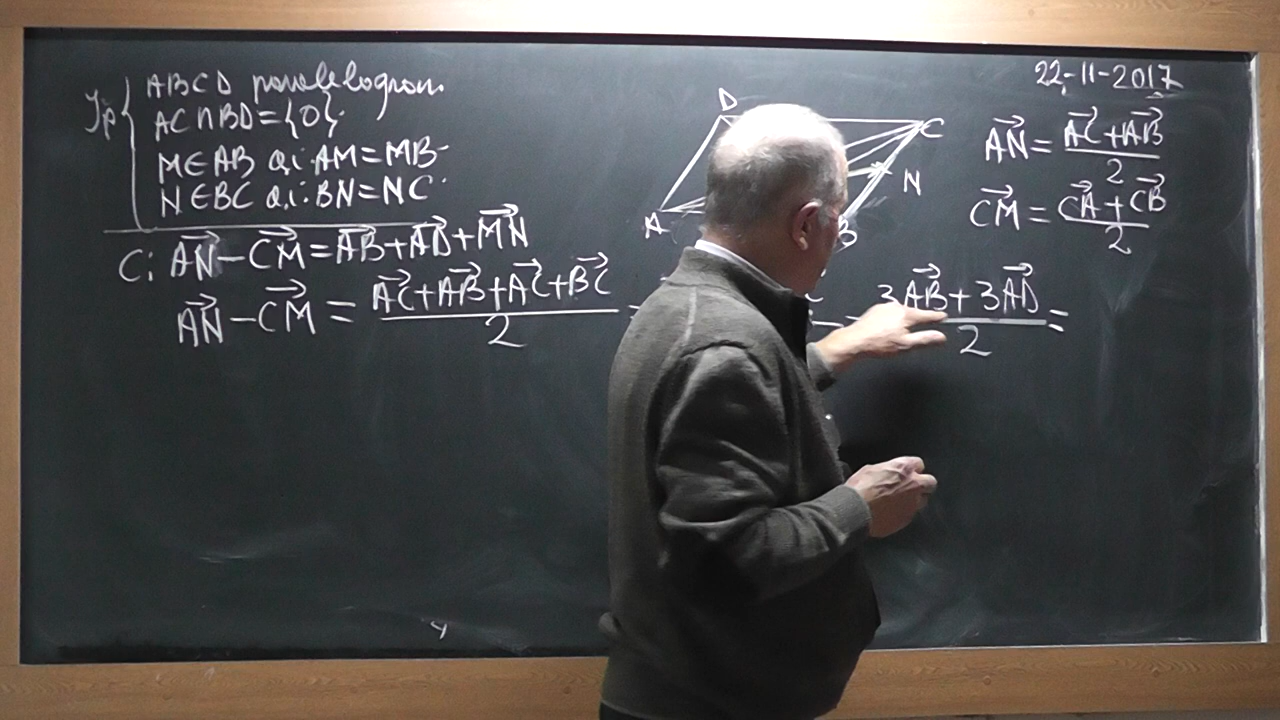 22-11-2017
Ip { ABCD paralelogram.
AC∩BD={O}.
M∈AB a.i. AM=MB
N∈BC a.i. BN=NC
C: AN⃗ - CM⃗ = AB⃗ + AD⃗ + MN⃗
AN⃗ - CM⃗ = (AC⃗ + AB⃗ + AC⃗ + BC⃗)/2 =
= (3AB⃗ + 3AD⃗)/2 =
D
C
N
A
B
AN⃗ = (AC⃗ + AB⃗)/2
CM⃗ = (CA⃗ + CB⃗)/2